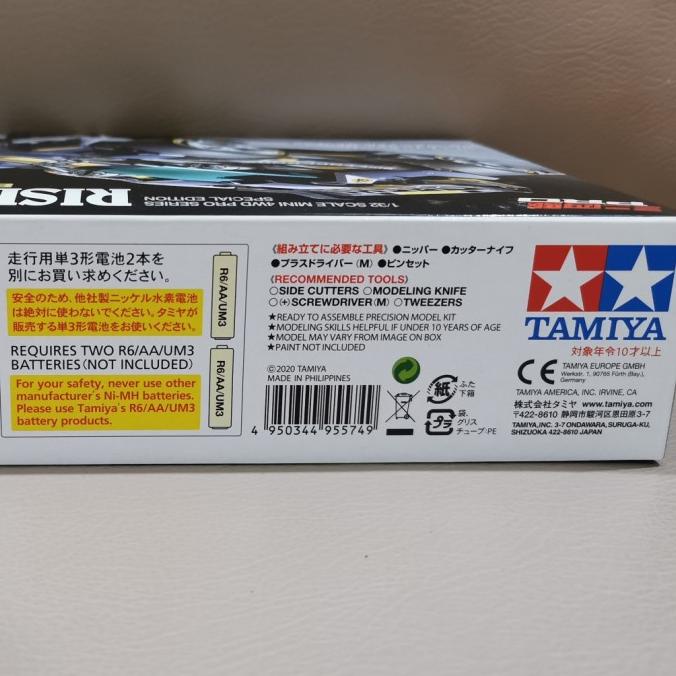 RISI
1/32 SCALE MINI 4WD PRO SERIES
SPECIAL EDITION
PRO
走行用単3形電池2本を
別にお買い求めください。
安全のため、他社製ニッケル水素電池
は絶対に使わないでください。タミヤが
販売する単3形電池をお使いください。
R6/AA/UM3
REQUIRES TWO R6/AA/UM3
BATTERIES (NOT INCLUDED)
For your safety, never use other
manufacturer's Ni-MH batteries.
Please use Tamiya's R6/AA/UM3
battery products.
R6/AA/UM3
《組み立てに必要な工具》 ●ニッパー ●カッターナイフ
●プラスドライバー(M) ●ピンセット
《RECOMMENDED TOOLS》
○SIDE CUTTERS ○MODELING KNIFE
○(+)SCREWDRIVER(M) ○TWEEZERS
★READY TO ASSEMBLE PRECISION MODEL KIT
★MODELING SKILLS HELPFUL IF UNDER 10 YEARS OF AGE
★MODEL MAY VARY FROM IMAGE ON BOX
★PAINT NOT INCLUDED
©2020 TAMIYA
MADE IN PHILIPPINES
4 950344 955749
紙 ふた
下箱
プラ 袋,
グリス
チューブ:PE
TAMIYA
対象年令10才以上
CE TAMIYA EUROPE GMBH
Werkstr. 1, 90765 Fürth (Bay.),
Germany
TAMIYA AMERICA, INC. IRVINE, CA
株式会社タミヤ www.tamiya.com
〒422-8610 静岡市駿河区恩田原3-7
TAMIYA,INC. 3-7 ONDAWARA, SURUGA-KU,
SHIZUOKA 422-8610 JAPAN